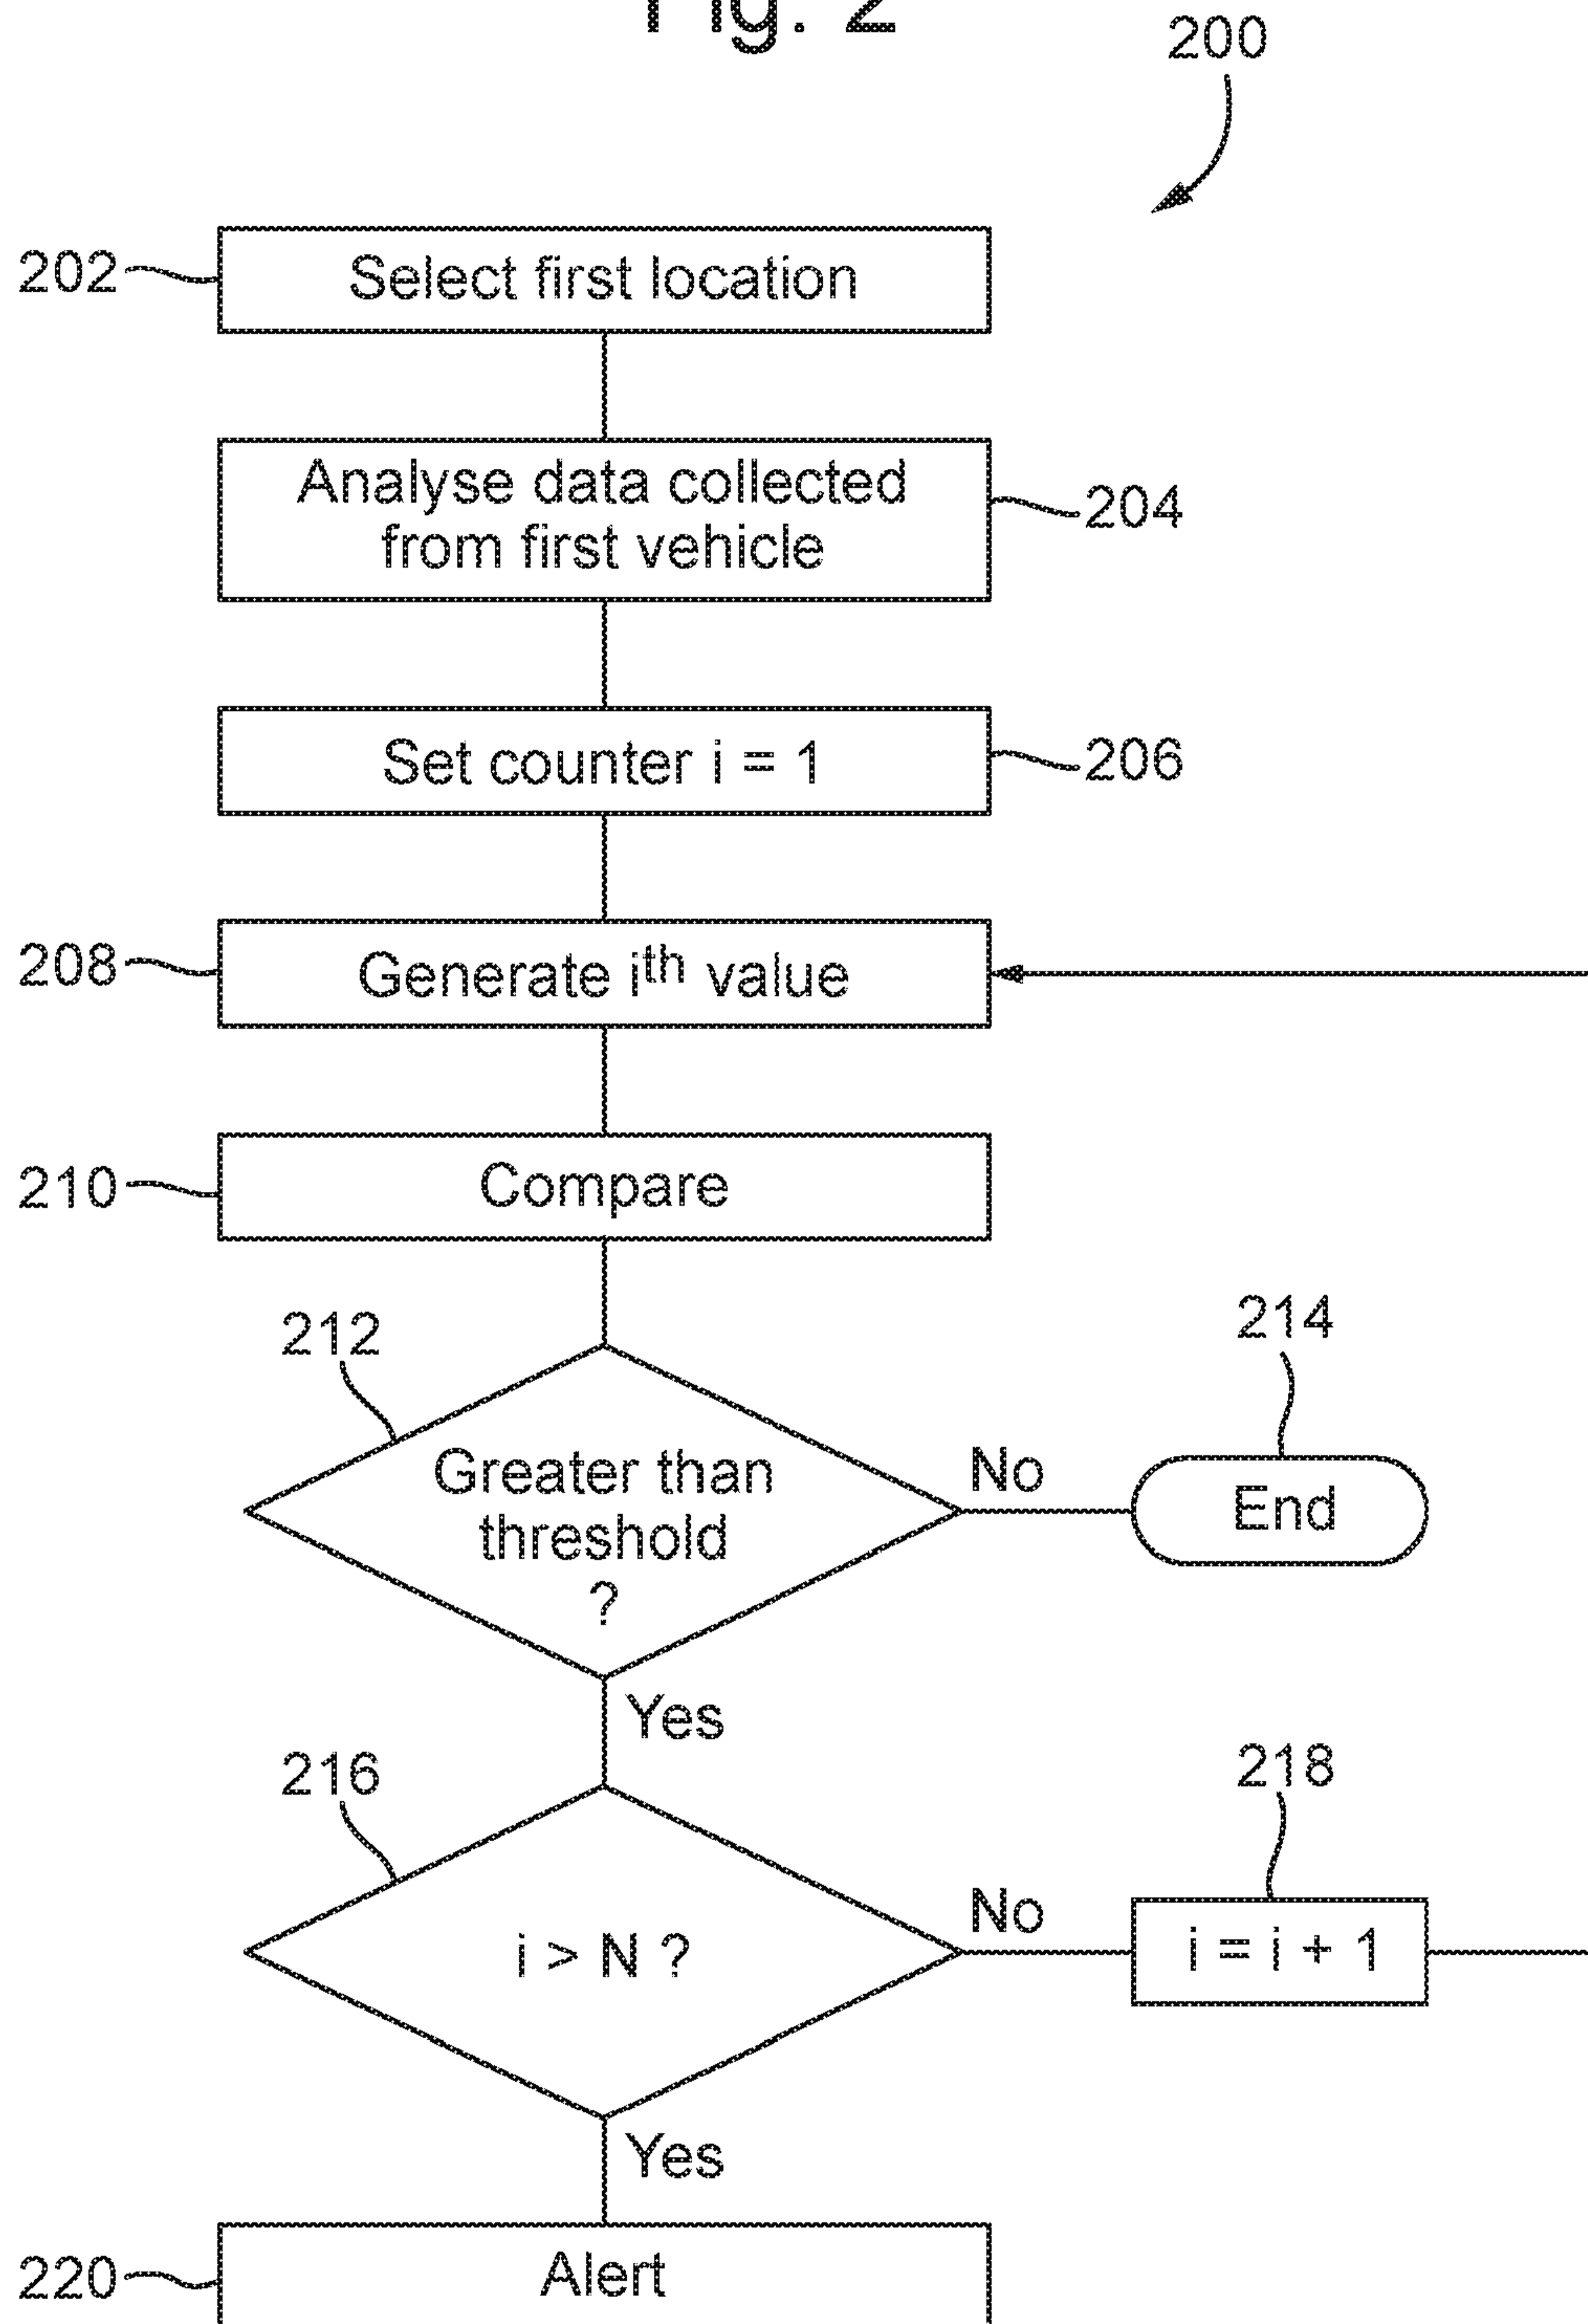 Fig. 2
200
202
Select first location
Analyse data collected
from first vehicle
204
Set counter i = 1
206
208
Generate ith value
210
Compare
212
214
Greater than
threshold
?
No
End
Yes
216
218
i > N ?
No
i = i + 1
Yes
220
Alert